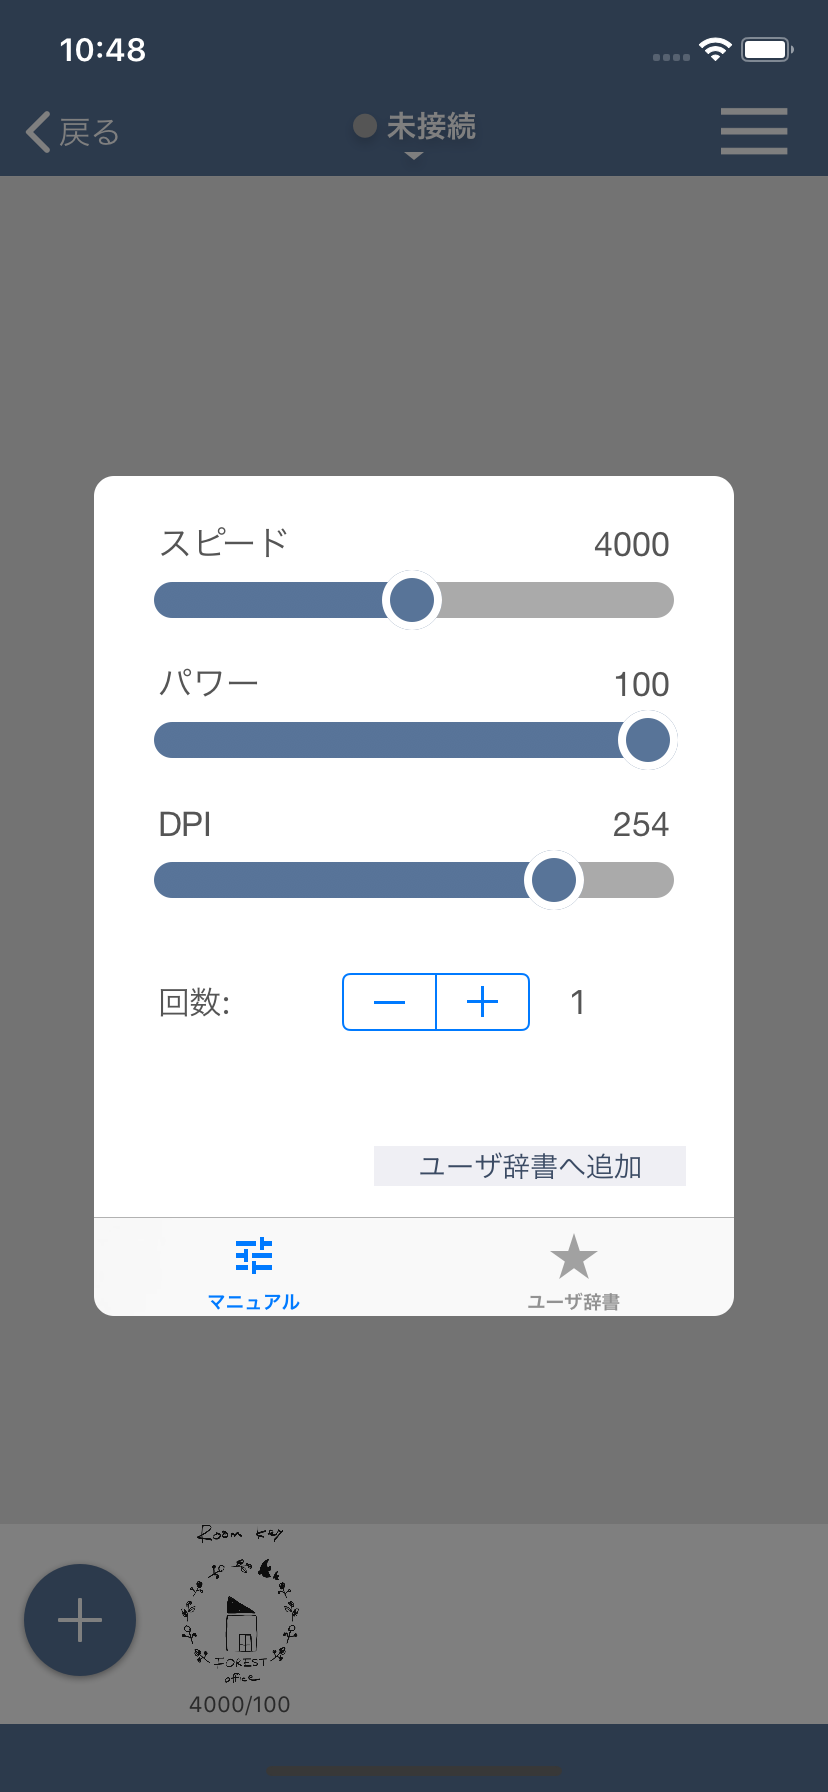 10:48
戻る
未接続
スピード 4000
パワー 100
DPI 254
回数: 1
ユーザ辞書へ追加
マニュアル ユーザ辞書
Room key
FOREST
office
4000/100